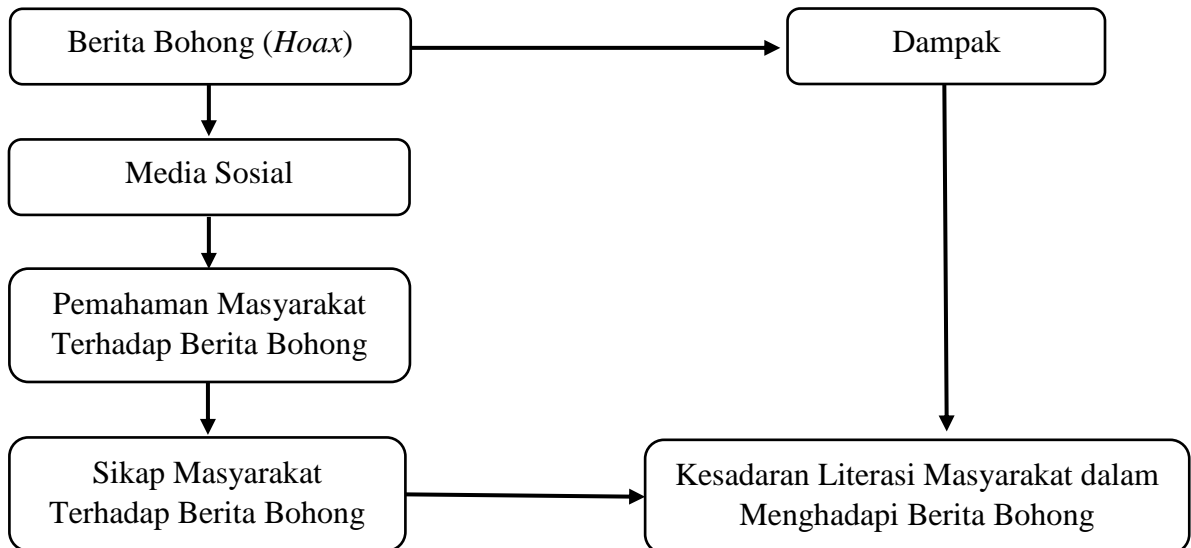 Berita Bohong (Hoax)
Dampak
Media Sosial
Pemahaman Masyarakat
Terhadap Berita Bohong
Sikap Masyarakat
Terhadap Berita Bohong
Kesadaran Literasi Masyarakat dalam
Menghadapi Berita Bohong